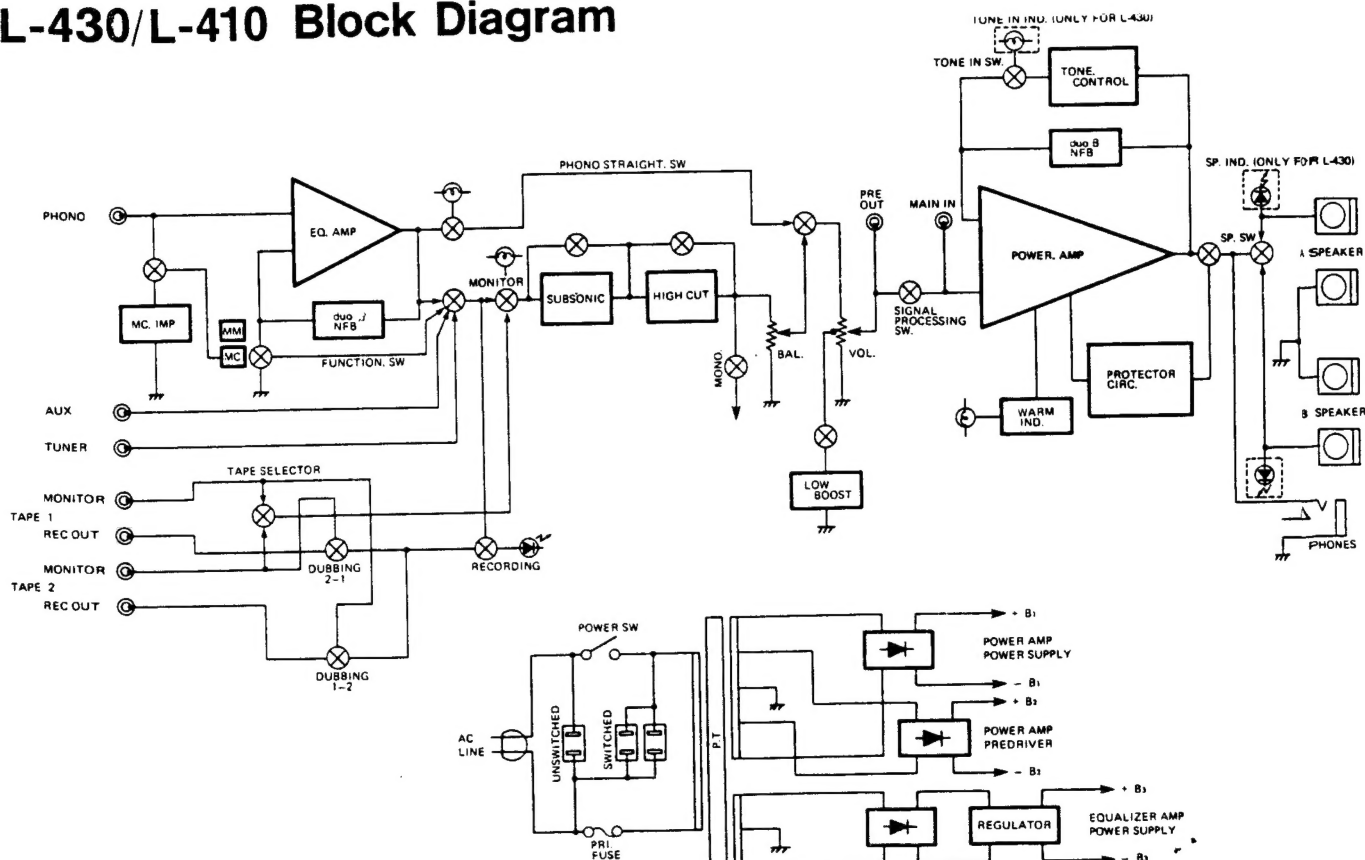 L-430/L-410 Block Diagram
TONE IN IND. (ONLY FOR L-430)
TONE IN SW.
TONE.
CONTROL
duo B
NFB
PHONO STRAIGHT. SW
SP. IND. (ONLY FOR L-430)
PHONO
EQ. AMP
PRE
OUT
MAIN IN
POWER. AMP
SP. SW
A SPEAKER
MONITOR
SUBSONIC
HIGH CUT
SIGNAL
PROCESSING
SW.
MC. IMP
MM
MC
duo β
NFB
FUNCTION. SW
MONO.
BAL.
VOL.
PROTECTOR
CIRC.
WARM
IND.
B SPEAKER
AUX
TUNER
TAPE SELECTOR
LOW
BOOST
MONITOR
TAPE 1
REC OUT
MONITOR
TAPE 2
REC OUT
DUBBING
2-1
RECORDING
PHONES
DUBBING
1-2
POWER SW
AC
LINE
UNSWITCHED
SWITCHED
PRI.
FUSE
P.T
+ B1
POWER AMP
POWER SUPPLY
- B1
+ B2
POWER AMP
PREDRIVER
- B2
+ B3
REGULATOR
EQUALIZER AMP
POWER SUPPLY
- B3